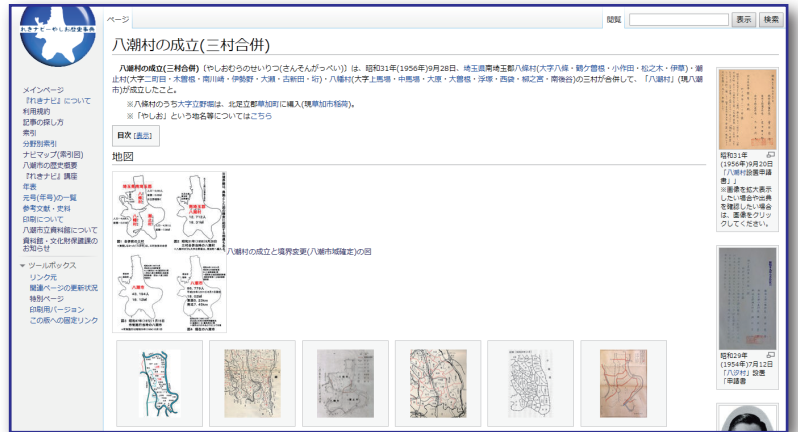 れきナビーやしお歴史事典
ページ
閲覧
表示
検索
八潮村の成立(三村合併)
八潮村の成立(三村合併)〔やしおむらのせいりつ(さんそんがっぺい)〕は、昭和31年(1956年)9月28日、埼玉県南埼玉郡八條村(大字八條・鶴ケ曽根・小作田・松之木・伊草)・潮
止村(大字二町目・木曽根・南川崎・伊勢野・大瀬・古新田・垳)・八幡村(大字上馬場・中馬場・大原・大曽根・浮塚・西袋・柳之宮・南後谷)の三村が合併して、「八潮村」(現八潮
市)が成立したこと。
※八條村のうち大字立野堀は、北足立郡草加町に編入(現草加市稲荷)。
※「やしお」という地名等についてはこちら
目次 [表示]
地図
八潮村の成立と境界変更(八潮市域確定)の図
メインページ
『れきナビ』について
利用規約
記事の探し方
索引
分野別索引
ナビマップ(索引図)
八潮市の歴史概要
『れきナビ』講座
年表
元号(年号)の一覧
参考文献・史料
印刷について
八潮市立資料館について
資料館・文化財保護課の
お知らせ
ツールボックス
リンク元
関連ページの更新状況
特別ページ
印刷用バージョン
この版への固定リンク
昭和31年
(1956年)9月20日
「八潮村設置申請
書」」
※画像を拡大表示
したい場合や出典
を確認したい場合
は、画像をクリッ
クしてください。
昭和29年
(1954年)7月12日
「八汐村」設置
「申請書